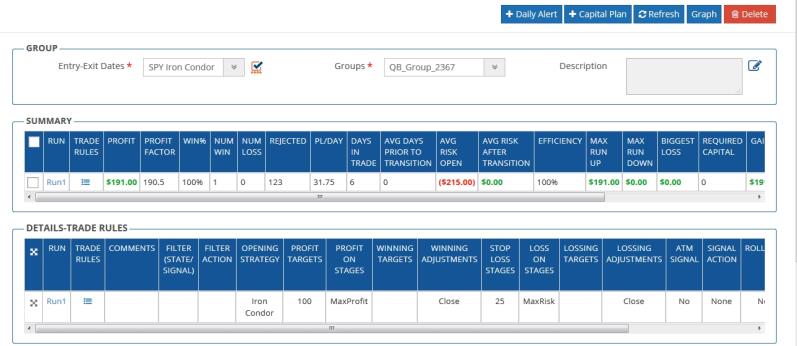 Daily Alert Capital Plan Refresh Graph Delete
GROUP
Entry-Exit Dates * SPY Iron Condor Groups * QB_Group_2367 Description
SUMMARY
RUN TRADE RULES PROFIT PROFIT FACTOR WIN% NUM WIN NUM LOSS REJECTED PL/DAY DAYS IN TRADE AVG DAYS PRIOR TO TRANSITION AVG RISK OPEN AVG RISK AFTER TRANSITION EFFICIENCY MAX RUN UP MAX RUN DOWN BIGGEST LOSS REQUIRED CAPITAL GAI
Run1 $191.00 190.5 100% 1 0 123 31.75 6 0 ($215.00) $0.00 100% $191.00 $0.00 $0.00 0 $19
DETAILS-TRADE RULES
RUN TRADE RULES COMMENTS FILTER (STATE/ SIGNAL) FILTER ACTION OPENING STRATEGY PROFIT TARGETS PROFIT ON STAGES WINNING TARGETS WINNING ADJUSTMENTS STOP LOSS STAGES LOSS ON STAGES LOSSING TARGETS LOSSING ADJUSTMENTS ATM SIGNAL SIGNAL ACTION ROLL
Run1 Iron Condor 100 MaxProfit Close 25 MaxRisk Close No None N